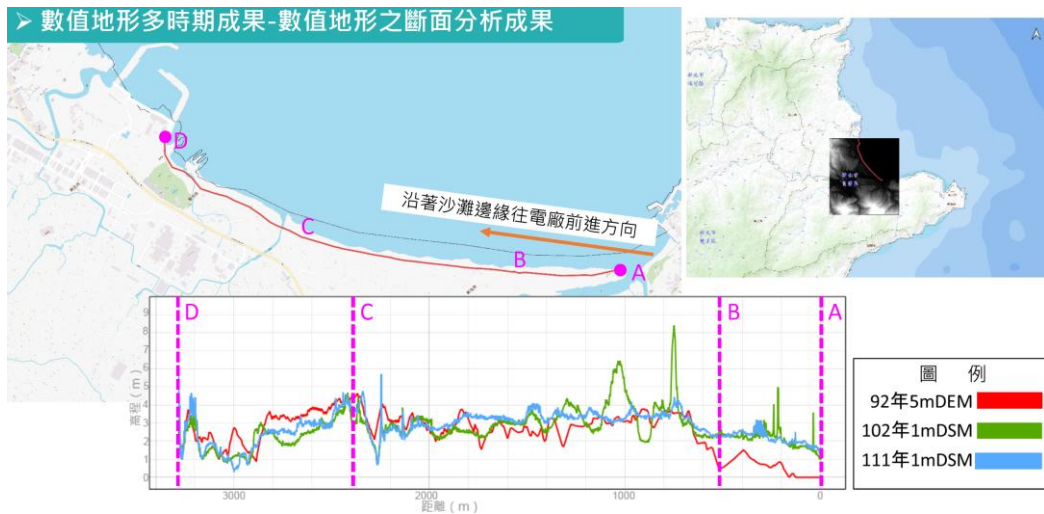 ➤ 數值地形多時期成果-數值地形之斷面分析成果
D
C
沿著沙灘邊緣往電廠前進方向
B
A
D
C
B
A
高程(m)
9
8
7
6
5
4
3
2
1
0
3000
2000
1000
0
距離(m)
圖 例
92年5mDEM
102年1mDSM
111年1mDSM